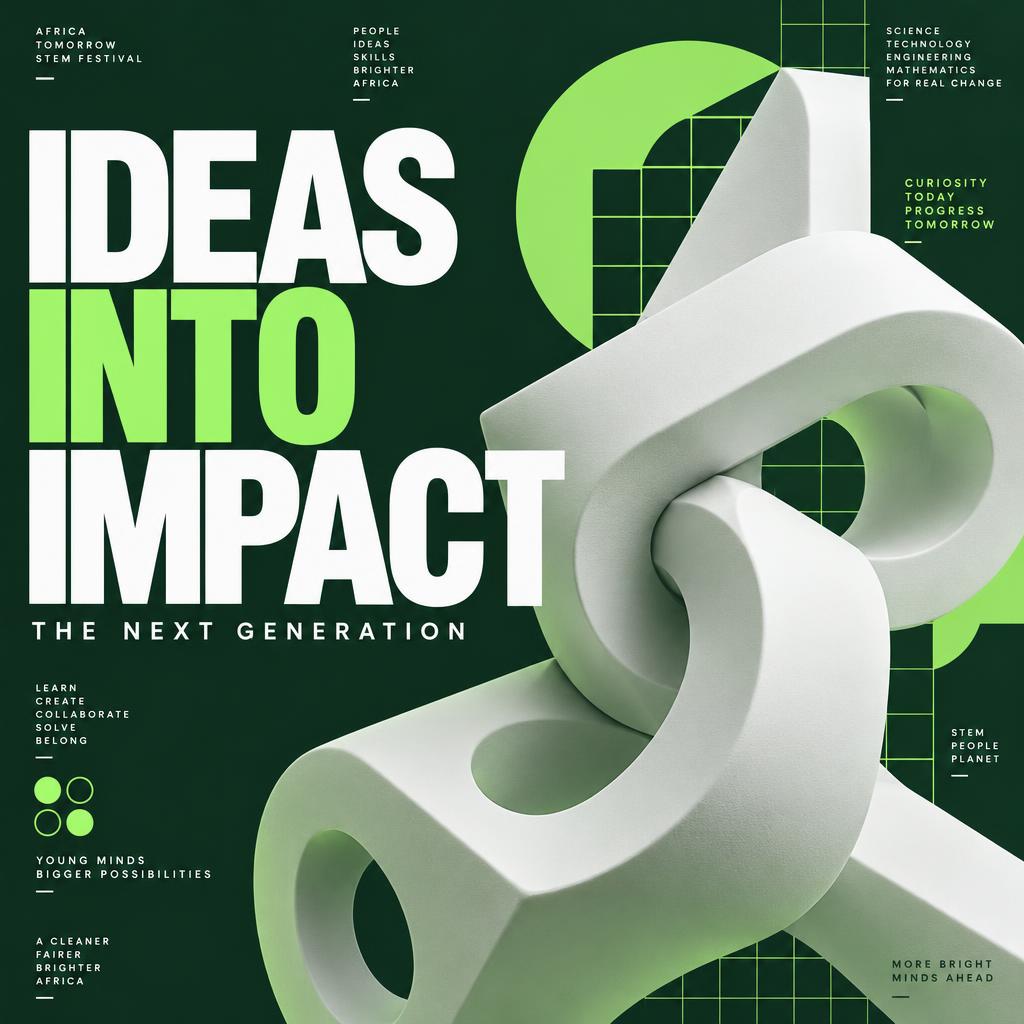 AFRICA
TOMORROW
STEM FESTIVAL
PEOPLE
IDEAS
SKILLS
BRIGHTER
AFRICA
SCIENCE
TECHNOLOGY
ENGINEERING
MATHEMATICS
FOR REAL CHANGE
CURIOSITY
TODAY
PROGRESS
TOMORROW
IDEAS
INTO
IMPACT
THE NEXT GENERATION
LEARN
CREATE
COLLABORATE
SOLVE
BELONG
STEM
PEOPLE
PLANET
YOUNG MINDS
BIGGER POSSIBILITIES
A CLEANER
FAIRER
BRIGHTER
AFRICA
MORE BRIGHT
MINDS AHEAD